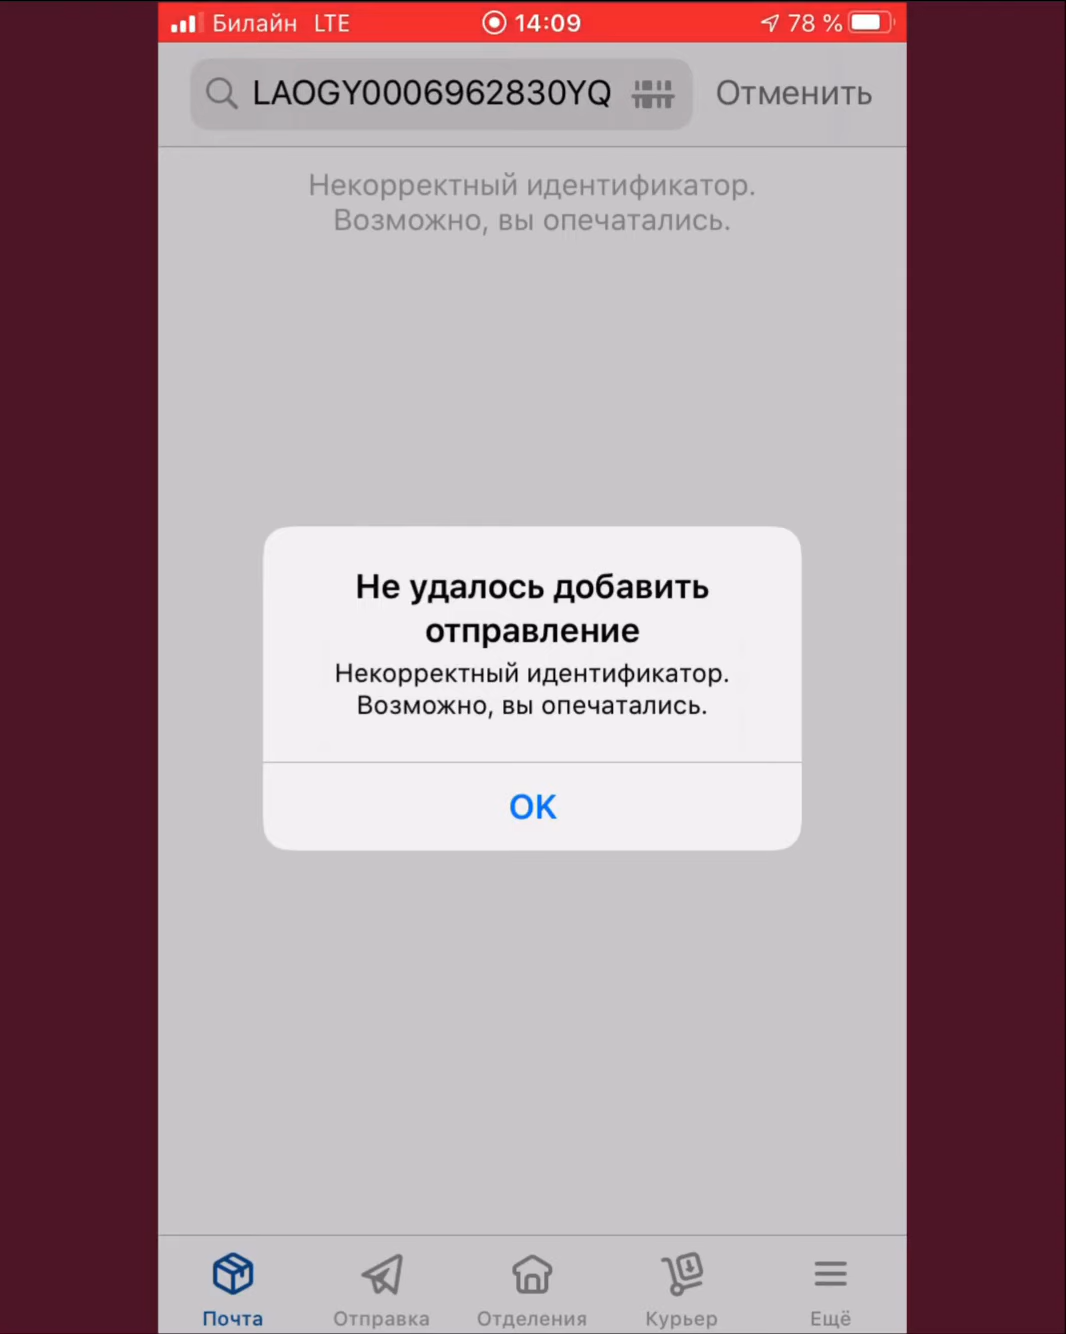 Билайн LTE 14:09 78 %
LAOGY0006962830YQ Отменить
Некорректный идентификатор.
Возможно, вы опечатались.
Не удалось добавить
отправление
Некорректный идентификатор.
Возможно, вы опечатались.
OK
Почта Отправка Отделения Курьер Ещё